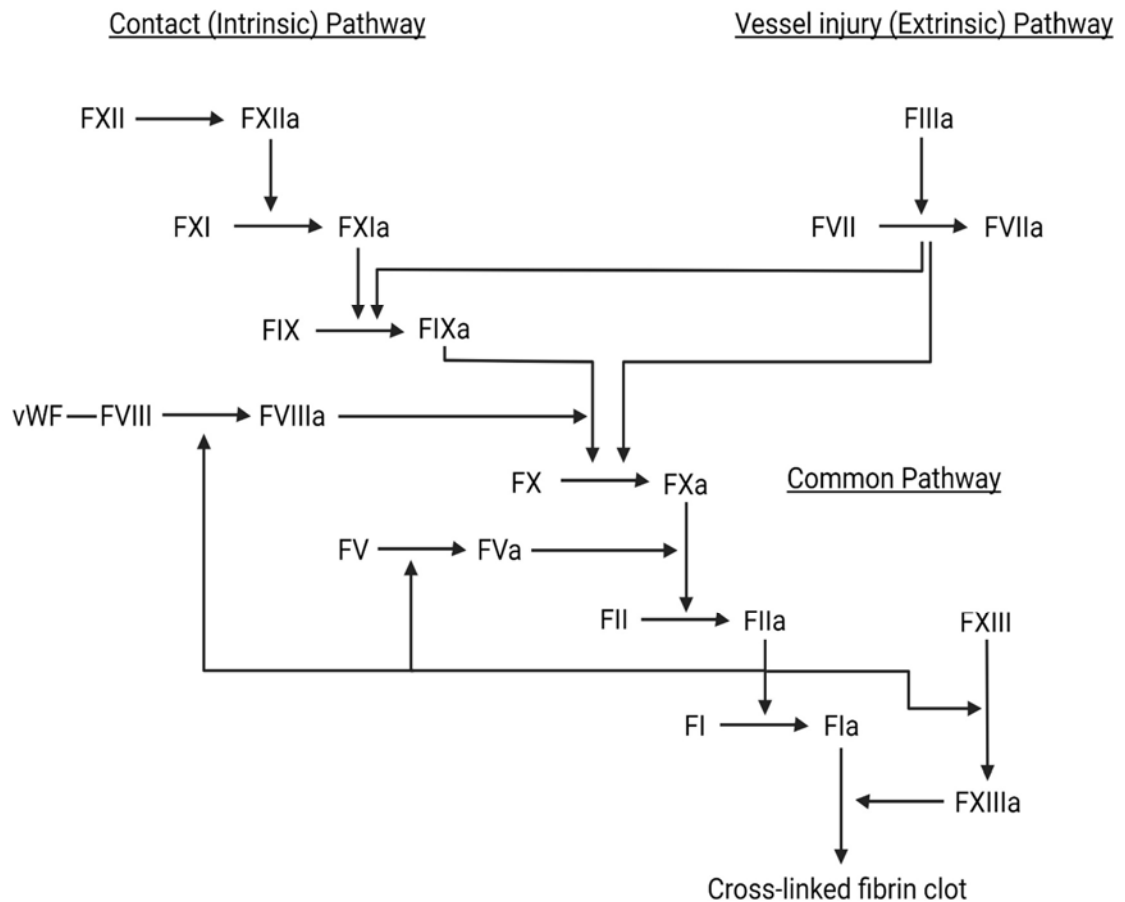 Contact (Intrinsic) Pathway
Vessel injury (Extrinsic) Pathway
FXII
FXIIa
FIIIa
FXI
FXIa
FVII
FVIIa
FIX
FIXa
vWF
FVIII
FVIIIa
FX
FXa
Common Pathway
FV
FVa
FII
FIIa
FXIII
FI
FIa
FXIIIa
Cross-linked fibrin clot